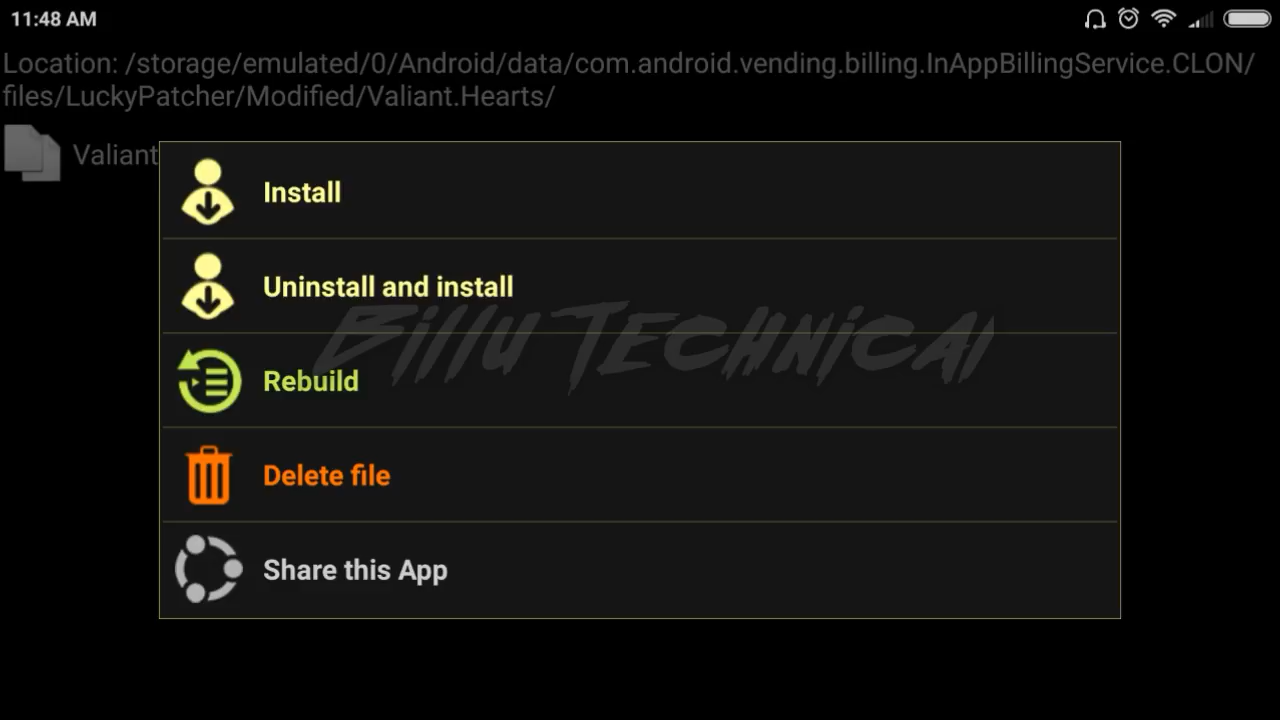 11:48 AM
Location: /storage/emulated/0/Android/data/com.android.vending.billing.InAppBillingService.CLON/
files/LuckyPatcher/Modified/Valiant.Hearts/
Valiant
Install
Uninstall and install
Billu Technical
Rebuild
Delete file
Share this App